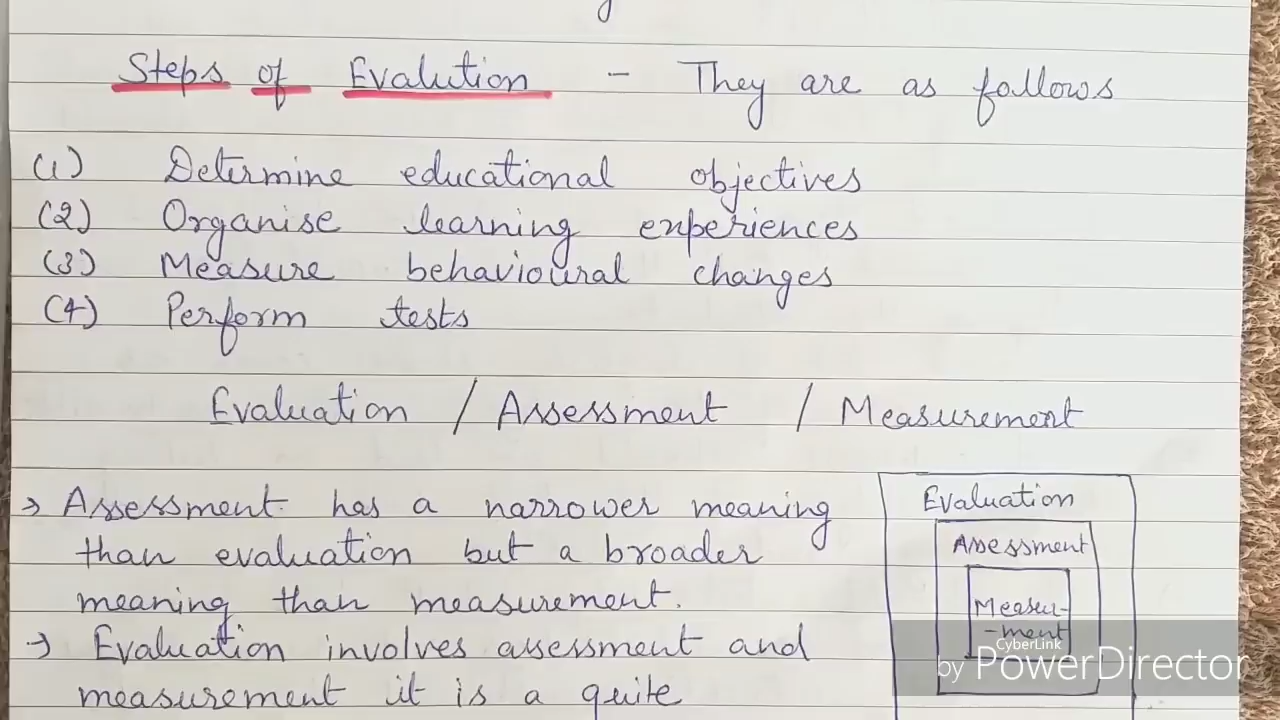 Steps of Evalution - They are as follows
(1) Determine educational objectives
(2) Organise learning experiences
(3) Measure behavioural changes
(4) Perform tests
Evaluation / Assessment / Measurement
→ Assessment has a narrower meaning
than evaluation but a broader
meaning than measurement.
→ Evaluation involves assessment and
measurement it is a quite
Evaluation
Assessment
Measur-
-ment
CyberLink
by PowerDirector